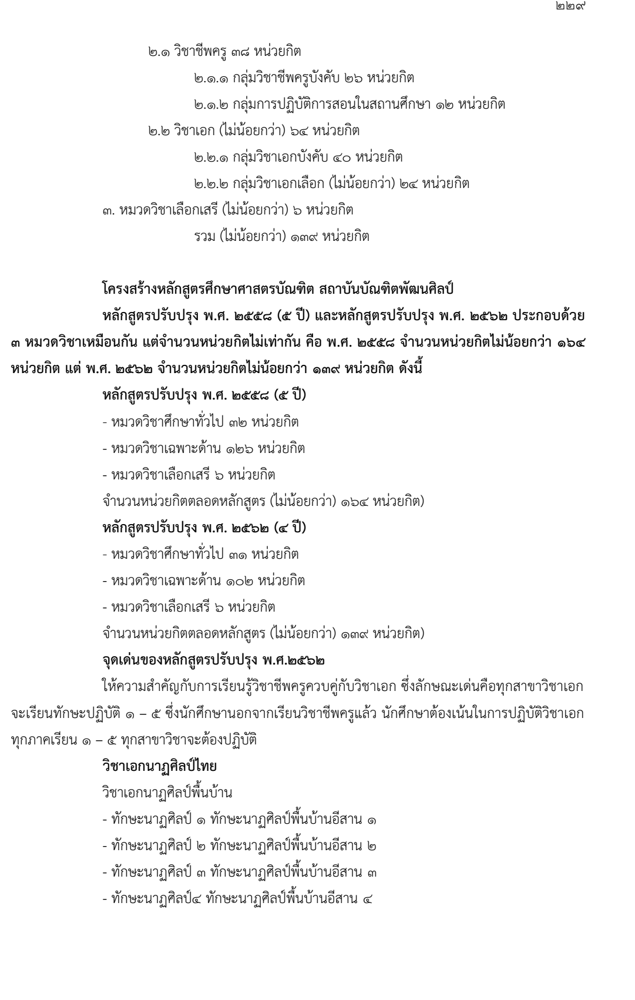 ๒๒๙
๒.๑ วิชาชีพครู ๓๘ หน่วยกิต
๒.๑.๑ กลุ่มวิชาชีพครูบังคับ ๒๖ หน่วยกิต
๒.๑.๒ กลุ่มการปฏิบัติการสอนในสถานศึกษา ๑๒ หน่วยกิต
๒.๒ วิชาเอก (ไม่น้อยกว่า) ๖๔ หน่วยกิต
๒.๒.๑ กลุ่มวิชาเอกบังคับ ๔๐ หน่วยกิต
๒.๒.๒ กลุ่มวิชาเอกเลือก (ไม่น้อยกว่า) ๒๔ หน่วยกิต
๓. หมวดวิชาเลือกเสรี (ไม่น้อยกว่า) ๖ หน่วยกิต
รวม (ไม่น้อยกว่า) ๑๓๙ หน่วยกิต
โครงสร้างหลักสูตรศึกษาศาสตรบัณฑิต สถาบันบัณฑิตพัฒนศิลป์
หลักสูตรปรับปรุง พ.ศ. ๒๕๕๘ (๕ ปี) และหลักสูตรปรับปรุง พ.ศ. ๒๕๖๒ ประกอบด้วย
๓ หมวดวิชาเหมือนกัน แต่จำนวนหน่วยกิตไม่เท่ากัน คือ พ.ศ. ๒๕๕๘ จำนวนหน่วยกิตไม่น้อยกว่า ๑๖๔
หน่วยกิต แต่ พ.ศ. ๒๕๖๒ จำนวนหน่วยกิตไม่น้อยกว่า ๑๓๙ หน่วยกิต ดังนี้
หลักสูตรปรับปรุง พ.ศ. ๒๕๕๘ (๕ ปี)
- หมวดวิชาศึกษาทั่วไป ๓๒ หน่วยกิต
- หมวดวิชาเฉพาะด้าน ๑๒๖ หน่วยกิต
- หมวดวิชาเลือกเสรี ๖ หน่วยกิต
จำนวนหน่วยกิตตลอดหลักสูตร (ไม่น้อยกว่า) ๑๖๔ หน่วยกิต)
หลักสูตรปรับปรุง พ.ศ. ๒๕๖๒ (๔ ปี)
- หมวดวิชาศึกษาทั่วไป ๓๑ หน่วยกิต
- หมวดวิชาเฉพาะด้าน ๑๐๒ หน่วยกิต
- หมวดวิชาเลือกเสรี ๖ หน่วยกิต
จำนวนหน่วยกิตตลอดหลักสูตร (ไม่น้อยกว่า) ๑๓๙ หน่วยกิต)
จุดเด่นของหลักสูตรปรับปรุง พ.ศ.๒๕๖๒
ให้ความสำคัญกับการเรียนรู้วิชาชีพครูควบคู่กับวิชาเอก ซึ่งลักษณะเด่นคือทุกสาขาวิชาเอก
จะเรียนทักษะปฏิบัติ ๑ – ๕ ซึ่งนักศึกษานอกจากเรียนวิชาชีพครูแล้ว นักศึกษาต้องเน้นในการปฏิบัติวิชาเอก
ทุกภาคเรียน ๑ – ๕ ทุกสาขาวิชาจะต้องปฏิบัติ
วิชาเอกนาฏศิลป์ไทย
วิชาเอกนาฏศิลป์พื้นบ้าน
- ทักษะนาฏศิลป์ ๑ ทักษะนาฏศิลป์พื้นบ้านอีสาน ๑
- ทักษะนาฏศิลป์ ๒ ทักษะนาฏศิลป์พื้นบ้านอีสาน ๒
- ทักษะนาฏศิลป์ ๓ ทักษะนาฏศิลป์พื้นบ้านอีสาน ๓
- ทักษะนาฏศิลป์๔ ทักษะนาฏศิลป์พื้นบ้านอีสาน ๔